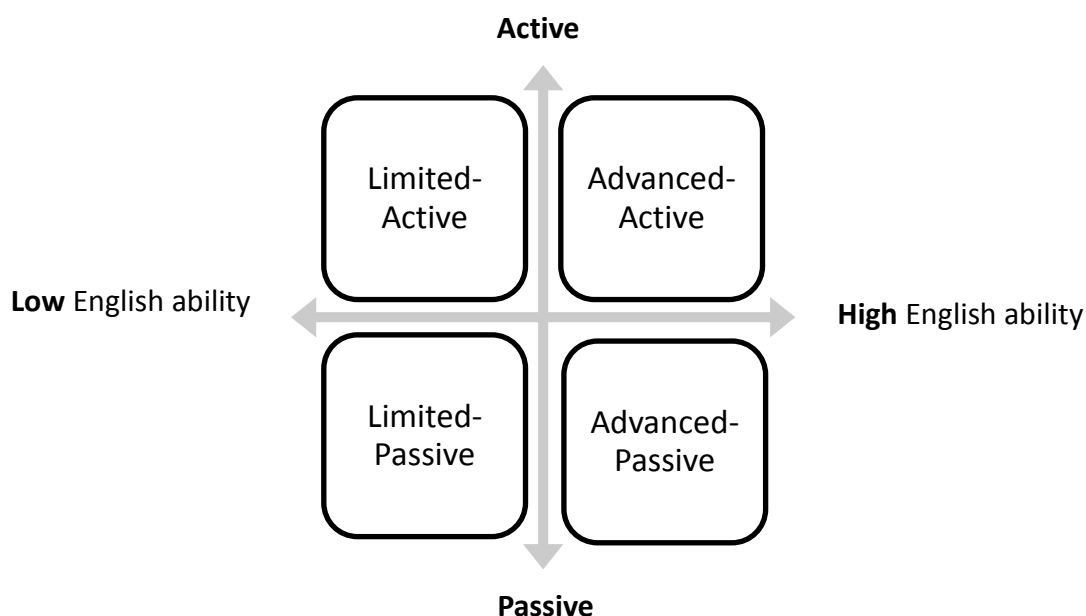 Active
Limited-
Active
Advanced-
Active
Low English ability
High English ability
Limited-
Passive
Advanced-
Passive
Passive